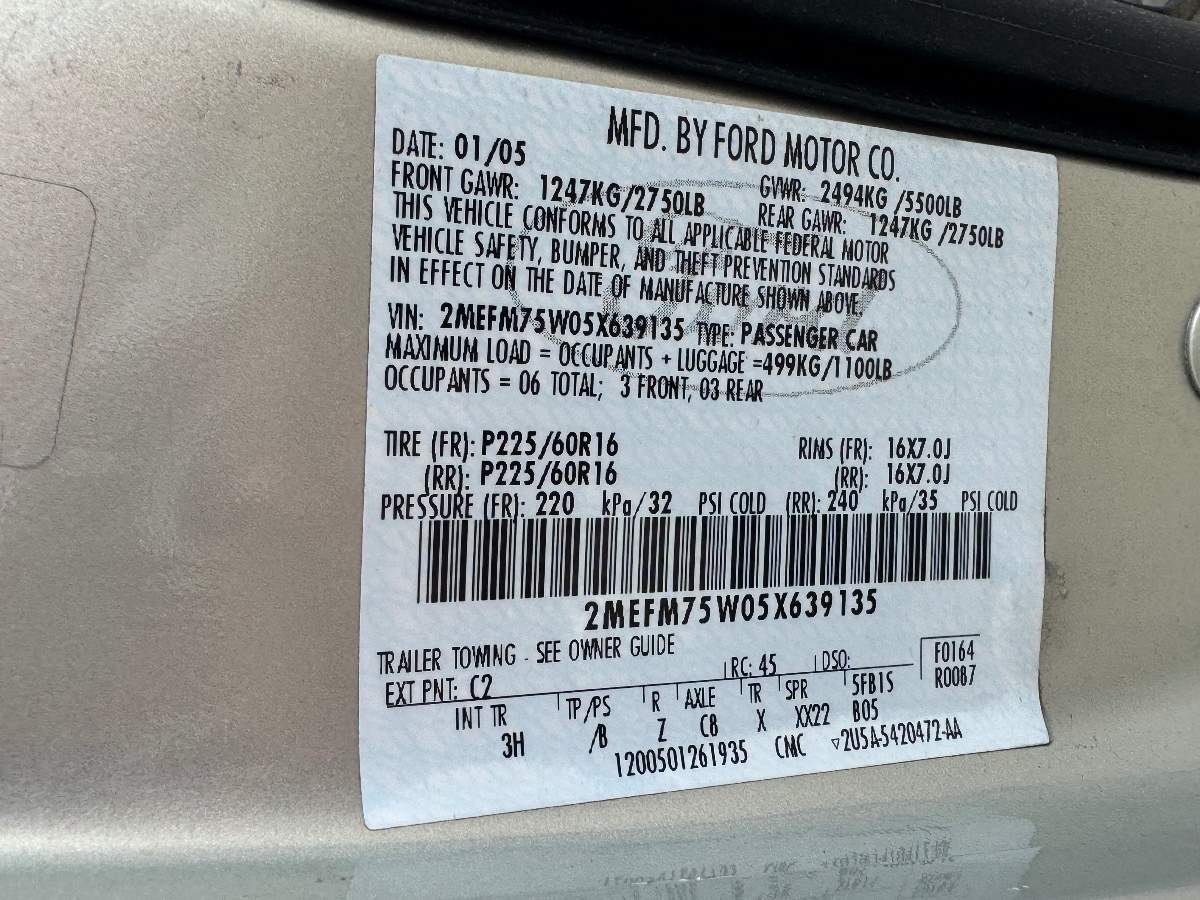 MFD. BY FORD MOTOR CO.
DATE: 01/05 GVWR: 2494KG /5500LB
FRONT GAWR: 1247KG/2750LB REAR GAWR: 1247KG /2750LB
THIS VEHICLE CONFORMS TO ALL APPLICABLE FEDERAL MOTOR
VEHICLE SAFETY, BUMPER, AND THEFT PREVENTION STANDARDS
IN EFFECT ON THE DATE OF MANUFACTURE SHOWN ABOVE.
VIN: 2MEFM75W05X639135 TYPE: PASSENGER CAR
MAXIMUM LOAD = OCCUPANTS + LUGGAGE =499KG/1100LB
OCCUPANTS = 06 TOTAL; 3 FRONT, 03 REAR
TIRE (FR): P225/60R16 RIMS (FR): 16X7.0J
(RR): P225/60R16 (RR): 16X7.0J
PRESSURE (FR): 220 kPa/32 PSI COLD (RR): 240 kPa/35 PSI COLD
2MEFM75W05X639135
TRAILER TOWING - SEE OWNER GUIDE
EXT PNT: C2 RC: 45 DSO: F0164
R0087
INT TR TP/PS R AXLE TR SPR 5FB1S
3H /B Z C8 X XX22 B05
1200501261935 CMC ▿2U5A-5420472-AA